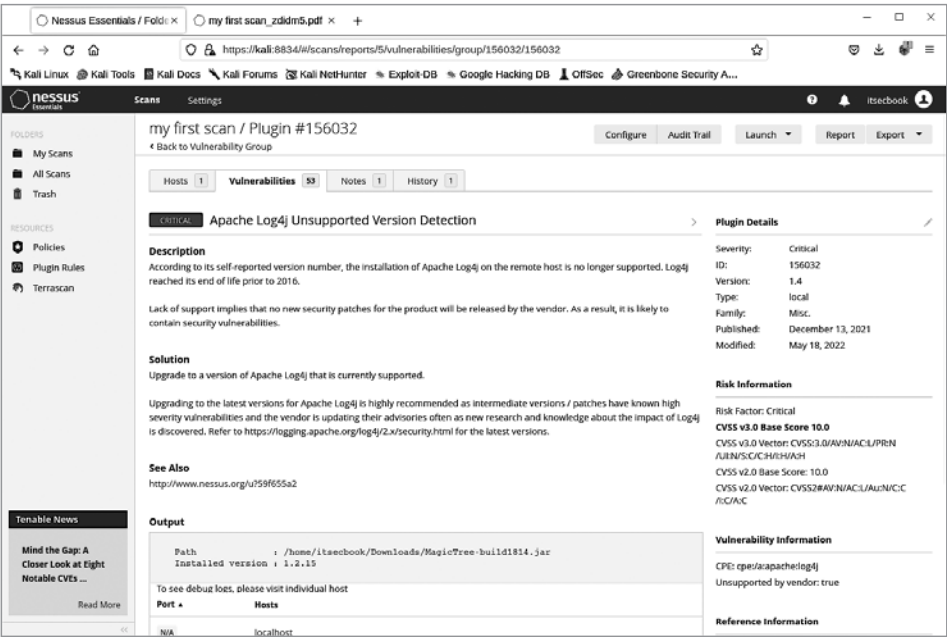 Nessus Essentials / Folde ×
my first scan_zdidm5.pdf ×
https://kali:8834/#/scans/reports/5/vulnerabilities/group/156032/156032
Kali Linux Kali Tools Kali Docs Kali Forums Kali NetHunter Exploit-DB Google Hacking DB OffSec Greenbone Security A...
nessus Essentials
Scans Settings
itsecbook
FOLDERS
My Scans
All Scans
Trash
RESOURCES
Policies
Plugin Rules
Terrascan
Tenable News
Mind the Gap: A
Closer Look at Eight
Notable CVEs ...
Read More
my first scan / Plugin #156032
Back to Vulnerability Group
Configure Audit Trail Launch Report Export
Hosts 1 Vulnerabilities 53 Notes 1 History 1
CRITICAL Apache Log4j Unsupported Version Detection
Description
According to its self-reported version number, the installation of Apache Log4j on the remote host is no longer supported. Log4j
reached its end of life prior to 2016.
Lack of support implies that no new security patches for the product will be released by the vendor. As a result, it is likely to
contain security vulnerabilities.
Solution
Upgrade to a version of Apache Log4j that is currently supported.
Upgrading to the latest versions for Apache Log4j is highly recommended as intermediate versions / patches have known high
severity vulnerabilities and the vendor is updating their advisories often as new research and knowledge about the impact of Log4j
is discovered. Refer to https://logging.apache.org/log4j/2.x/security.html for the latest versions.
See Also
http://www.nessus.org/u?59f655a2
Output
Path : /home/itsecbook/Downloads/MagicTree-build1814.jar
Installed version : 1.2.15
To see debug logs, please visit individual host
Port Hosts
N/A localhost
Plugin Details
Severity: Critical
ID: 156032
Version: 1.4
Type: local
Family: Misc.
Published: December 13, 2021
Modified: May 18, 2022
Risk Information
Risk Factor: Critical
CVSS v3.0 Base Score 10.0
CVSS v3.0 Vector: CVSS:3.0/AV:N/AC:L/PR:N
/UI:N/S:C/C:H/I:H/A:H
CVSS v2.0 Base Score: 10.0
CVSS v2.0 Vector: CVSS2#AV:N/AC:L/Au:N/C:C
/I:C/A:C
Vulnerability Information
CPE: cpe:/a:apache:log4j
Unsupported by vendor: true
Reference Information